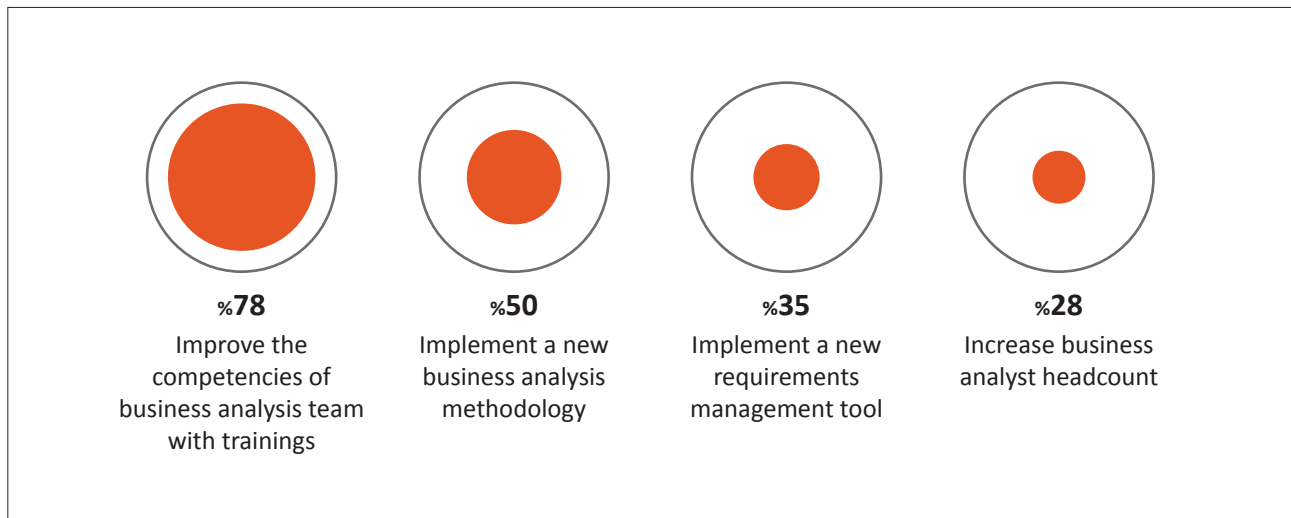 %78
Improve the
competencies of
business analysis team
with trainings
%50
Implement a new
business analysis
methodology
%35
Implement a new
requirements
management tool
%28
Increase business
analyst headcount